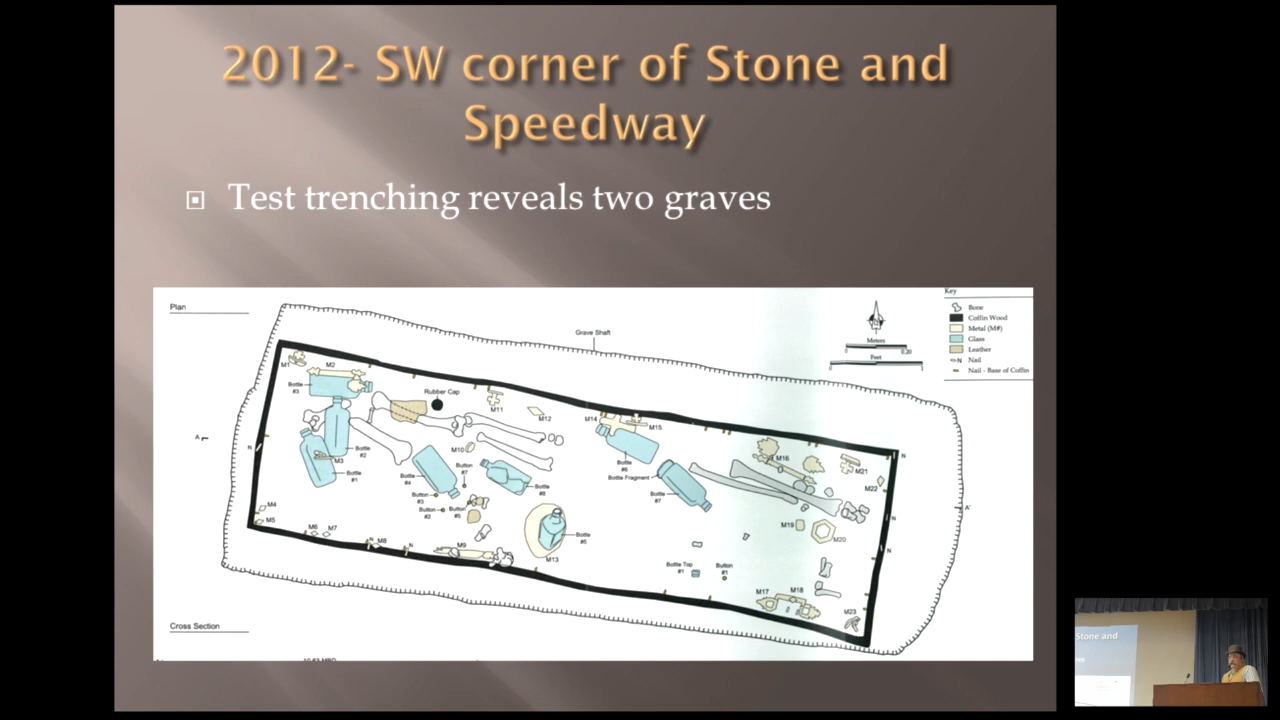 2012- SW corner of Stone and
Speedway
Test trenching reveals two graves
Plan
Grave Shaft
Meters
0.20
Feet
Key
Bone
Coffin Wood
Metal (M#)
Glass
Leather
N Nail
Nail - Base of Coffin
M1
M2
Bottle
#3
Rubber Cap
M11
M12
M14
M15
A
N
M3
Bottle
#2
Bottle
#1
M10
Button
#7
Bottle
#4
Button
#3
Button
#2
Button
#5
Bottle
#8
Bottle
#6
Bottle Fragment
Bottle
#7
M16
M21
N
M22
M4
M5
M6
M7
N
M8
N
M9
Bottle
#5
M13
M19
M20
N
A'
N
Bottle Top
#1
Button
#1
M17
M18
M23
Cross Section
Stone and